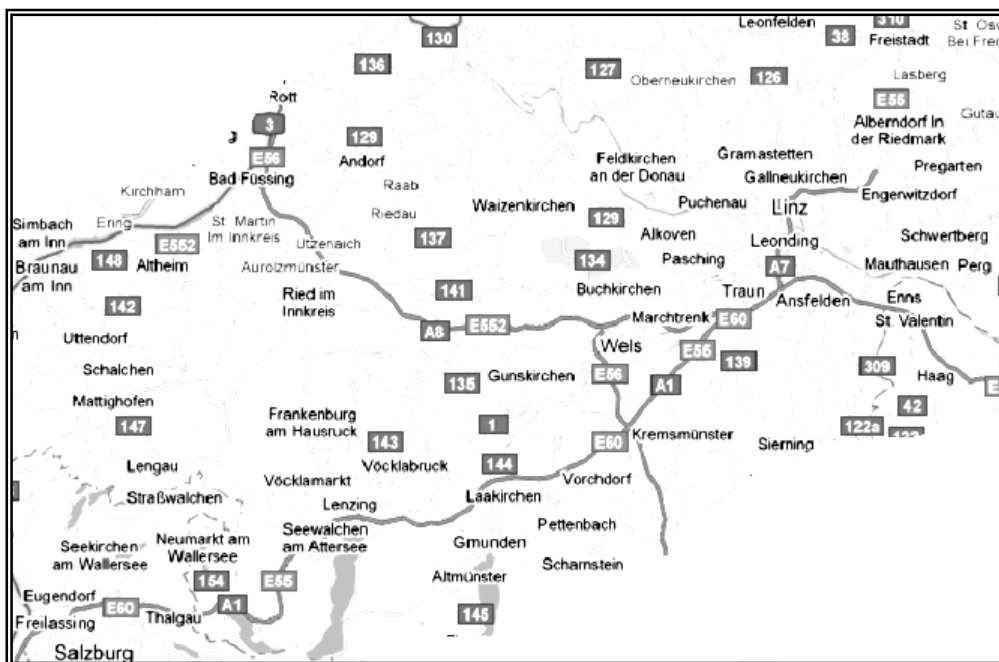 Leonfelden
310
St Osw
130
38
Freistadt
Bei Frei
136
127
Oberneukirchen
126
Lasberg
Rott
E55
Gutau
3
Alberndorf In
der Riedmark
129
Andorf
E56
Feldkirchen
an der Donau
Gramastetten
Gallneukirchen
Pregarten
Bad Füssing
Kirchham
Raab
Engerwitzdorf
Waizenkirchen
Puchenau
Linz
Simbach
am Inn
Ering
St Martin
Im Innkreis
Riedau
129
Alkoven
Leonding
Schwertberg
E552
Utzenaich
137
148
Altheim
Aurolzmünster
134
Pasching
A7
Mauthausen
Perg
Braunau
am Inn
142
Ried im
Innkreis
141
Buchkirchen
Traun
Ansfelden
Enns
Uttendorf
A8
E552
Marchtrenk
E60
St Valentin
Wels
E55
139
309
Schalchen
135
Gunskirchen
E56
A1
Haag
E
Mattighofen
147
Frankenburg
am Hausruck
1
42
143
E60
Kremsmünster
Sierning
122a
Lengau
Vöcklabruck
144
Vöcklamarkt
Vorchdorf
Straßwalchen
Lenzing
Laakirchen
Seewalchen
am Attersee
Pettenbach
Neumarkt am
Wallersee
Seekirchen
am Wallersee
Gmunden
Scharnstein
154
E55
Altmünster
Eugendorf
E60
A1
145
Freilassing
Thalgau
Salzburg